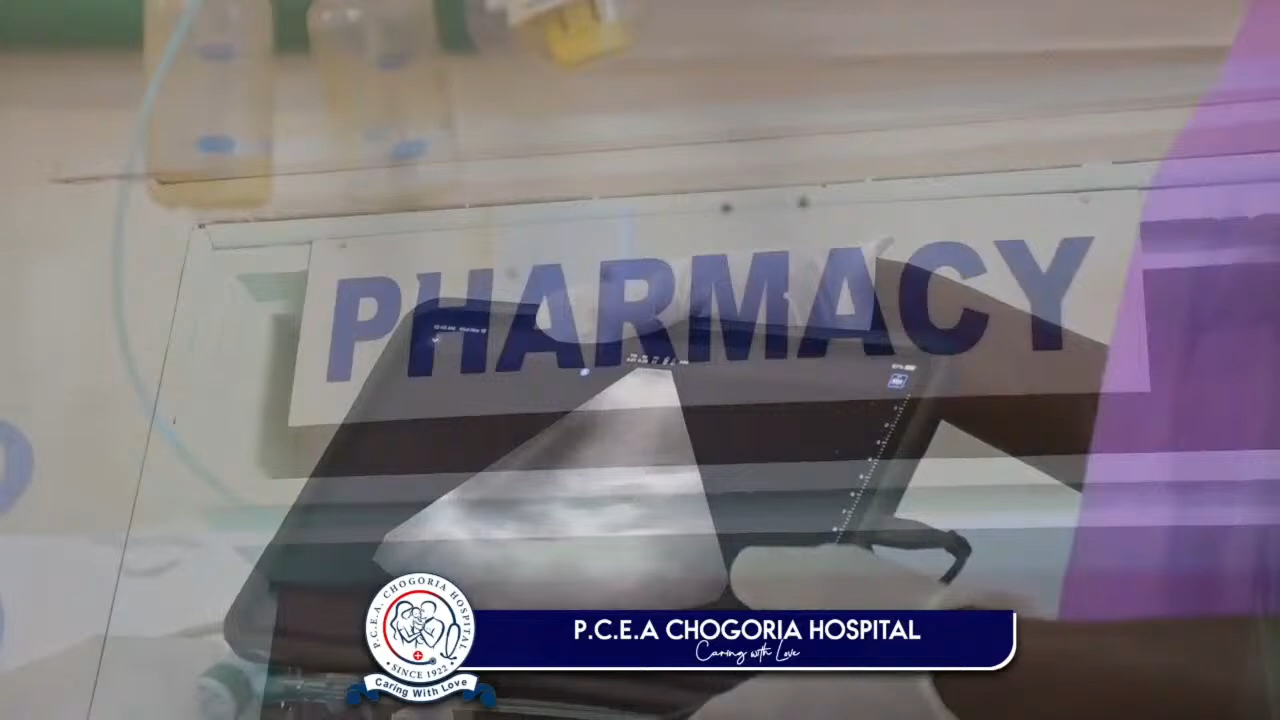 PHARMACY
P.C.E.A CHOGORIA HOSPITAL
Caring with Love
P.C.E.A. CHOGORIA HOSPITAL
• SINCE 1922 •
Caring With Love